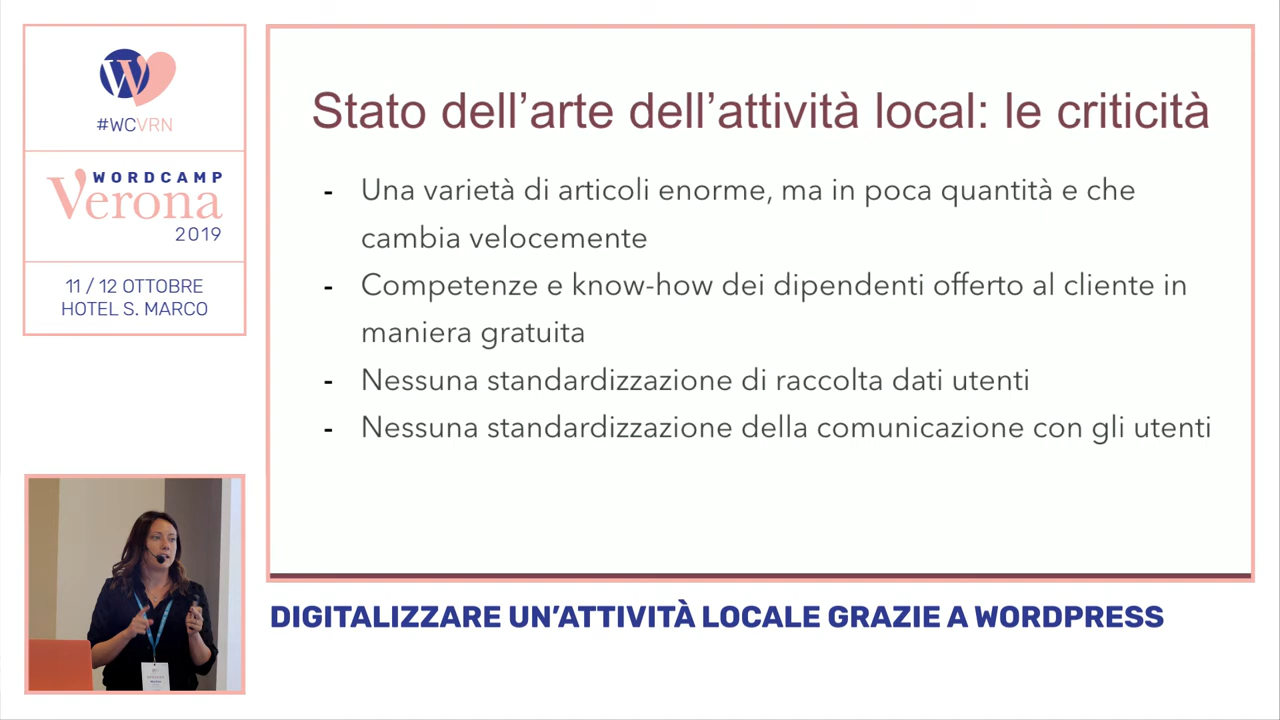 #WCVRN
WORDCAMP
Verona
2019
11 / 12 OTTOBRE
HOTEL S. MARCO
Stato dell’arte dell’attività local: le criticità
- Una varietà di articoli enorme, ma in poca quantità e che
cambia velocemente
- Competenze e know-how dei dipendenti offerto al cliente in
maniera gratuita
- Nessuna standardizzazione di raccolta dati utenti
- Nessuna standardizzazione della comunicazione con gli utenti
DIGITALIZZARE UN’ATTIVITÀ LOCALE GRAZIE A WORDPRESS